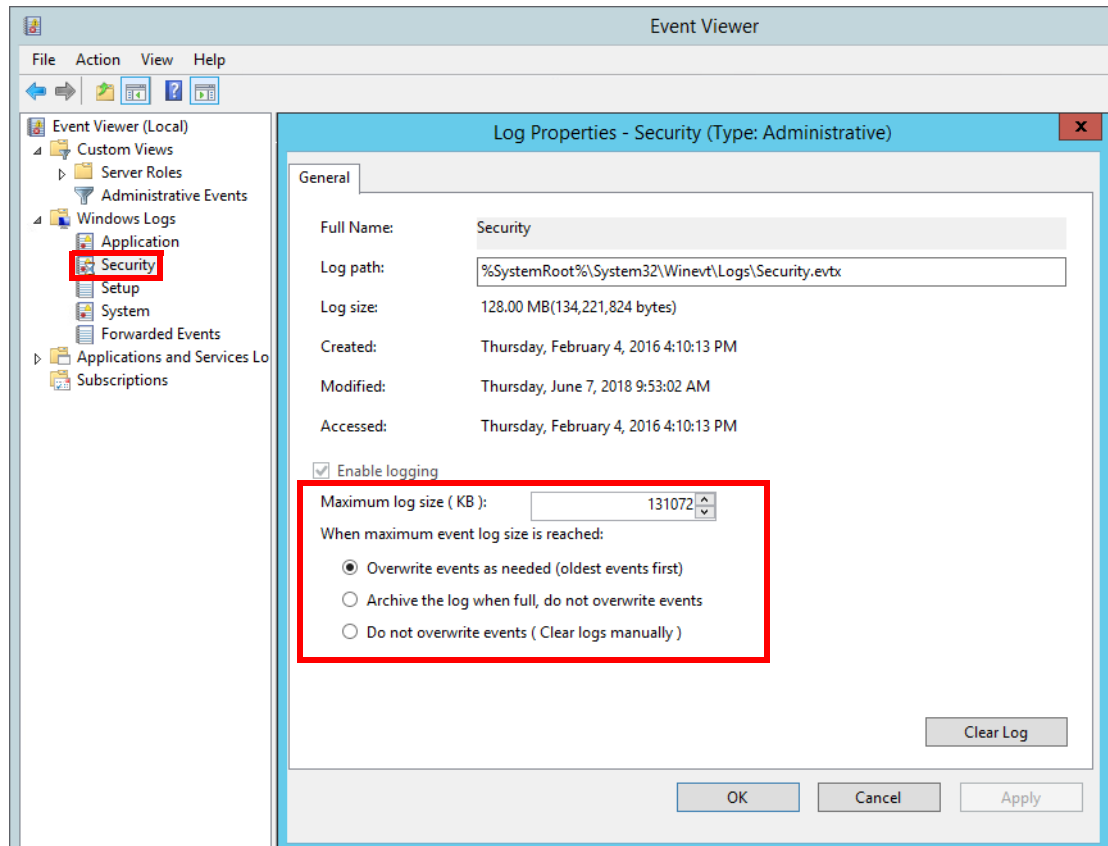 Event Viewer
File Action View Help
Event Viewer (Local)
Custom Views
Server Roles
Administrative Events
Windows Logs
Application
Security
Setup
System
Forwarded Events
Applications and Services Lo
Subscriptions
Log Properties - Security (Type: Administrative)
x
General
Full Name: Security
Log path: %SystemRoot%\System32\Winevt\Logs\Security.evtx
Log size: 128.00 MB(134,221,824 bytes)
Created: Thursday, February 4, 2016 4:10:13 PM
Modified: Thursday, June 7, 2018 9:53:02 AM
Accessed: Thursday, February 4, 2016 4:10:13 PM
Enable logging
Maximum log size ( KB ): 131072
When maximum event log size is reached:
Overwrite events as needed (oldest events first)
Archive the log when full, do not overwrite events
Do not overwrite events ( Clear logs manually )
Clear Log
OK Cancel Apply